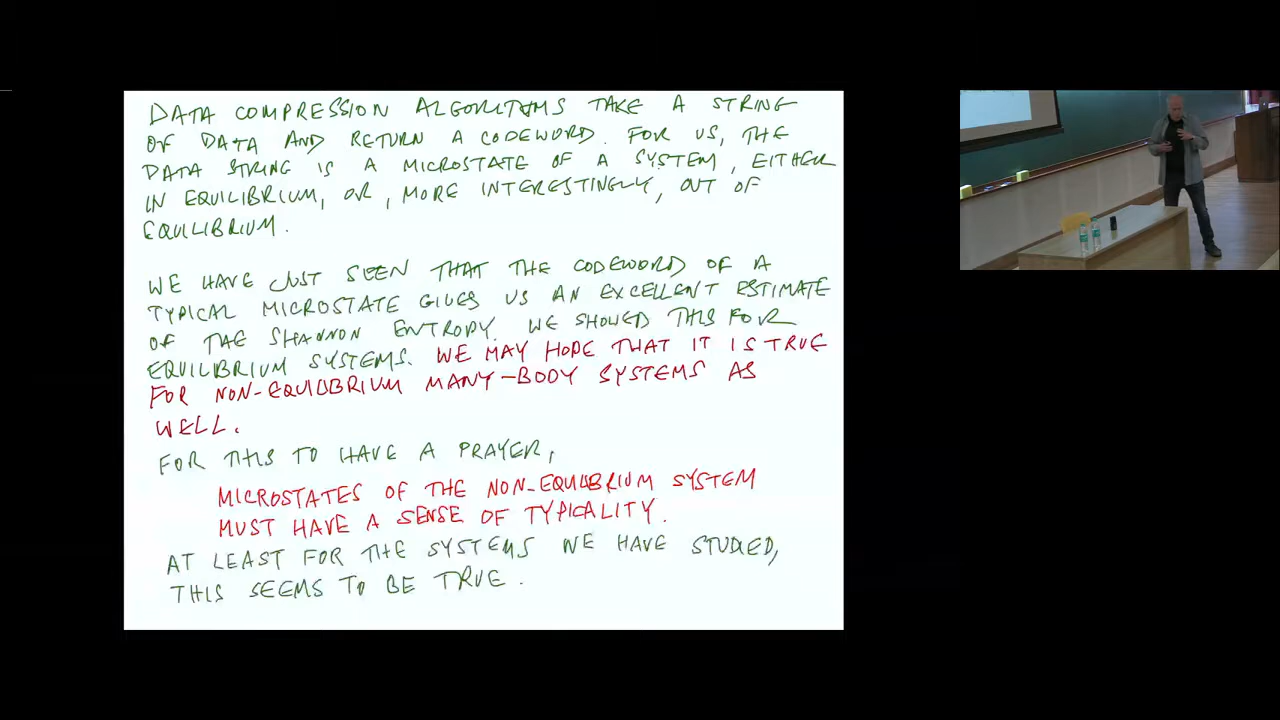 DATA COMPRESSION ALGORITHMS TAKE A STRING
OF DATA AND RETURN A CODEWORD. FOR US, THE
DATA STRING IS A MICROSTATE OF A SYSTEM, EITHER
IN EQUILIBRIUM, OR, MORE INTERESTINGLY, OUT OF
EQUILIBRIUM.
WE HAVE JUST SEEN THAT THE CODEWORD OF A
TYPICAL MICROSTATE GIVES US AN EXCELLENT ESTIMATE
OF THE SHANNON ENTROPY. WE SHOWED THIS FOR
EQUILIBRIUM SYSTEMS. WE MAY HOPE THAT IT IS TRUE
FOR NON-EQUILIBRIUM MANY-BODY SYSTEMS AS
WELL.
FOR THIS TO HAVE A PRAYER,
MICROSTATES OF THE NON-EQUILIBRIUM SYSTEM
MUST HAVE A SENSE OF TYPICALITY.
AT LEAST FOR THE SYSTEMS WE HAVE STUDIED,
THIS SEEMS TO BE TRUE.